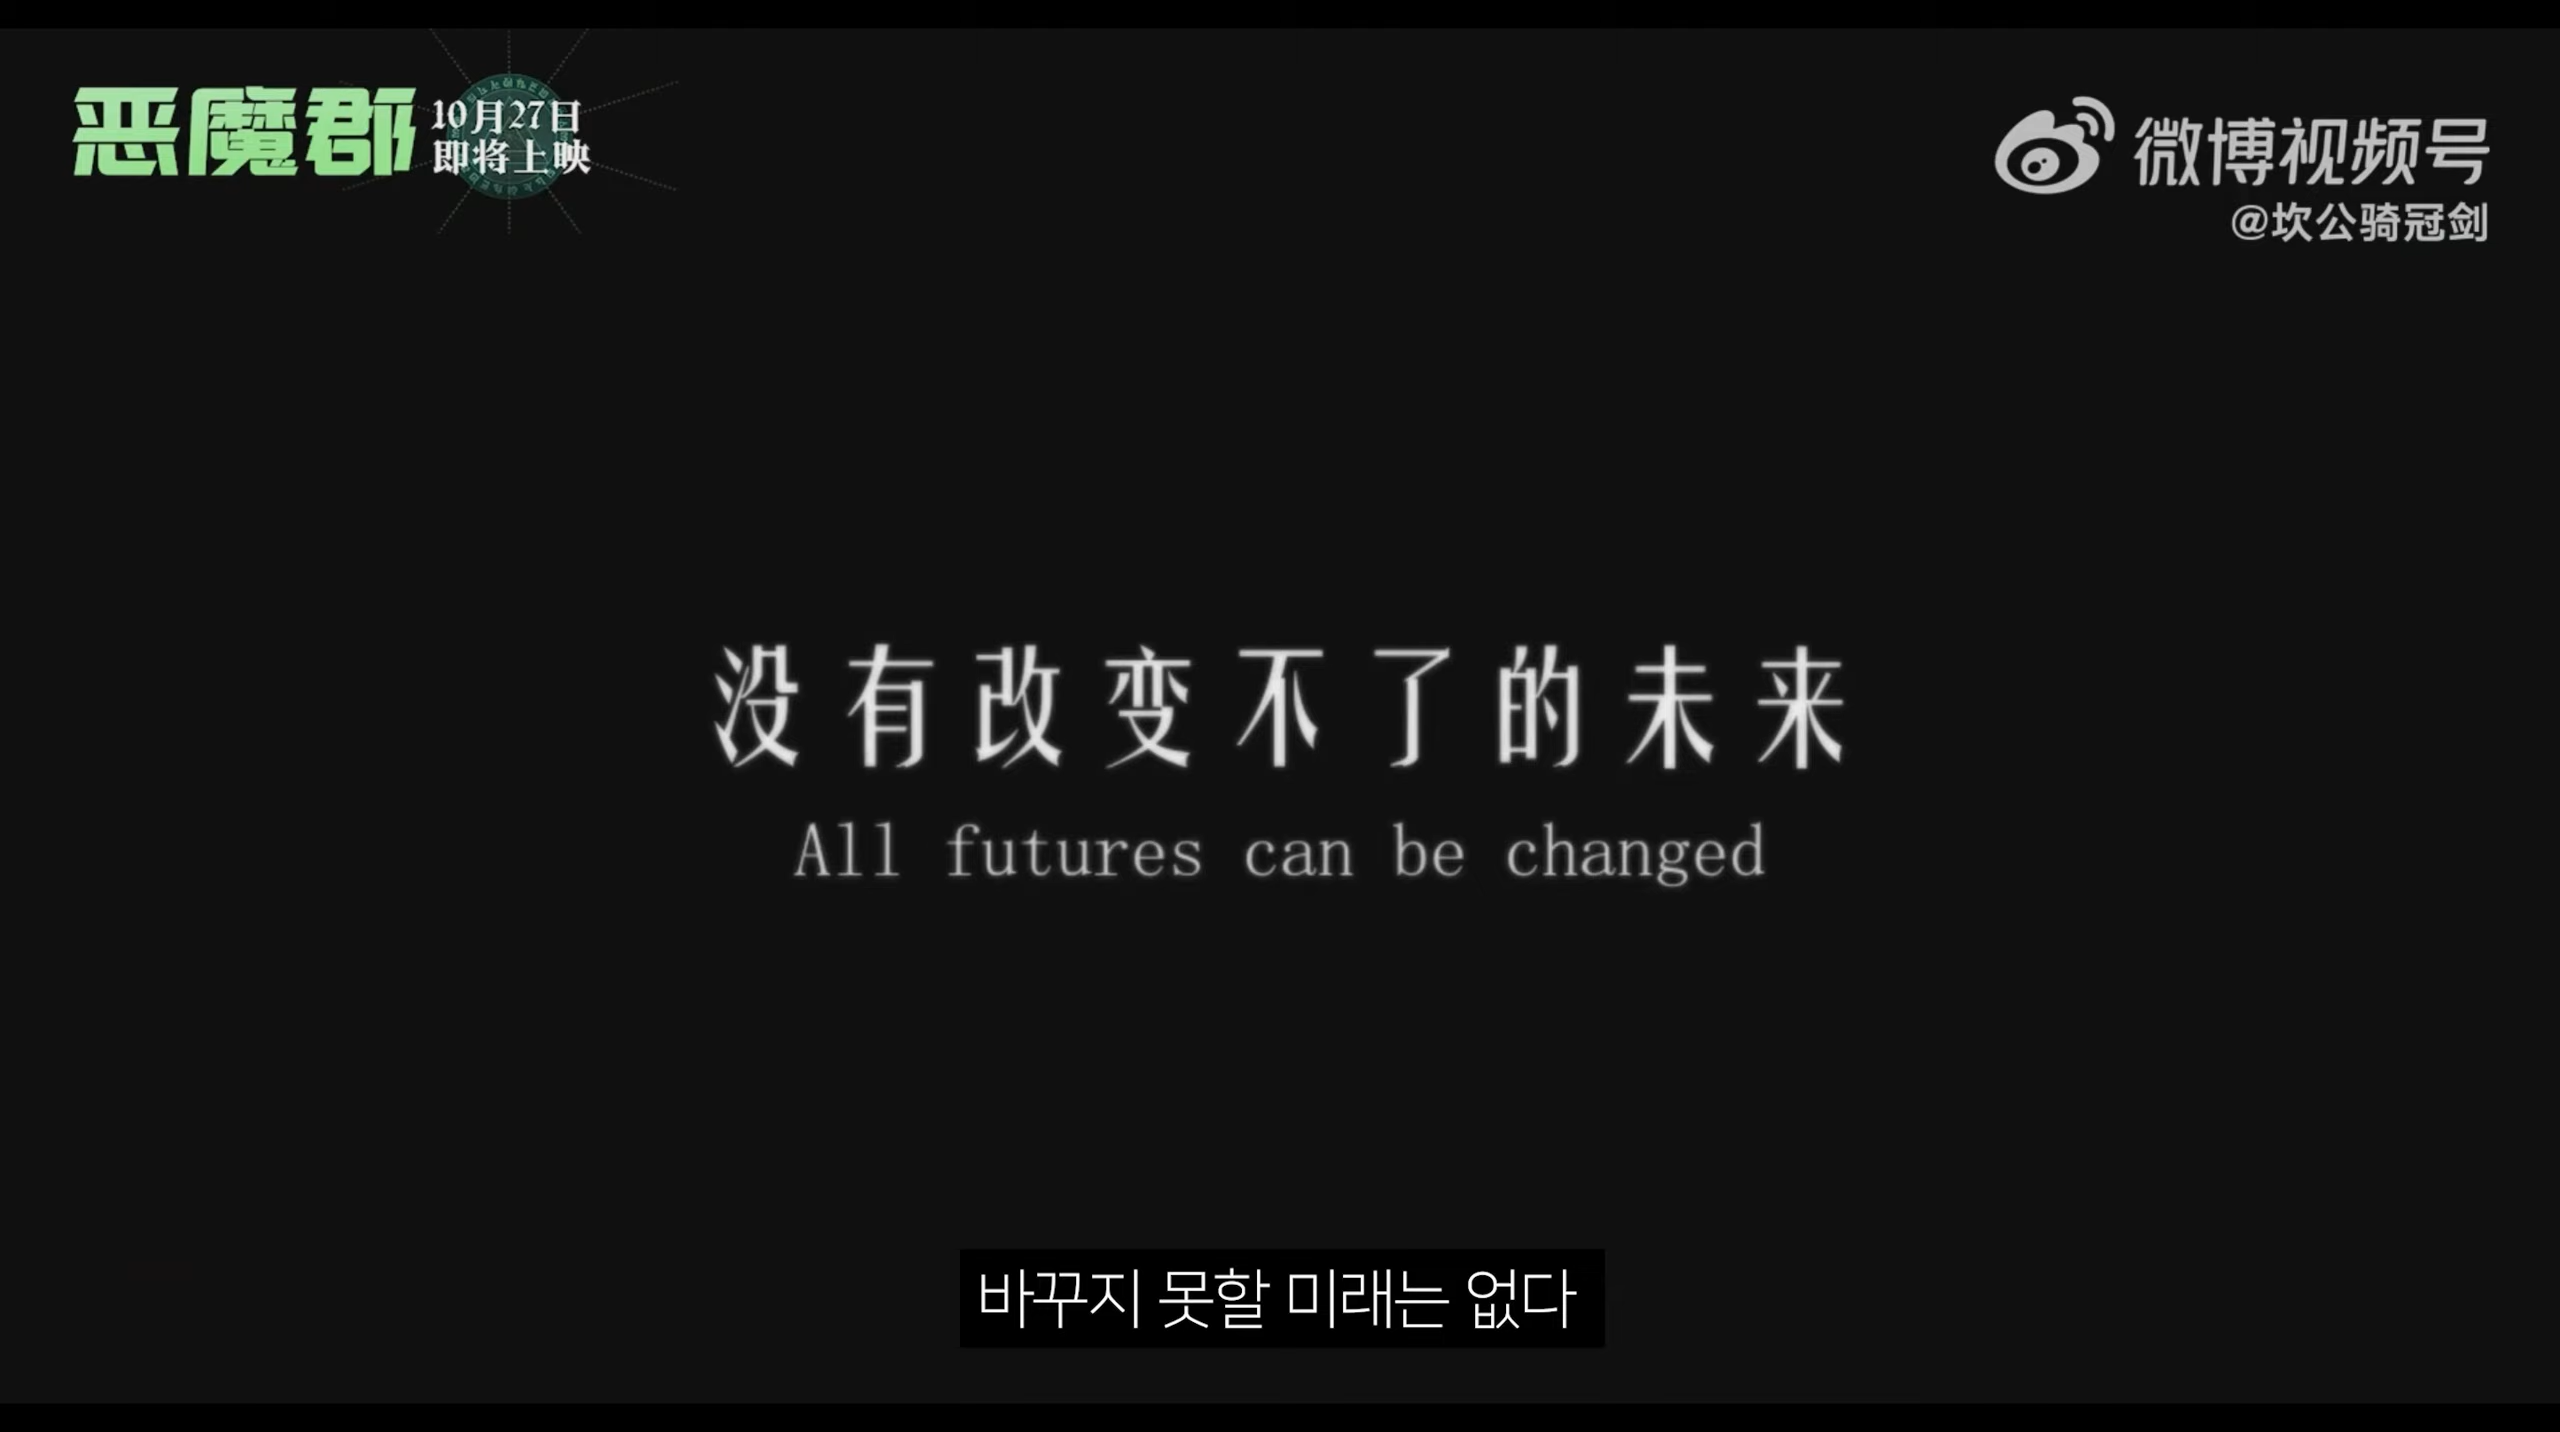 恶魔群
10月27日
即将上映
微博视频号
@坎公骑冠剑
没有改变不了的未来
All futures can be changed
바꾸지 못할 미래는 없다